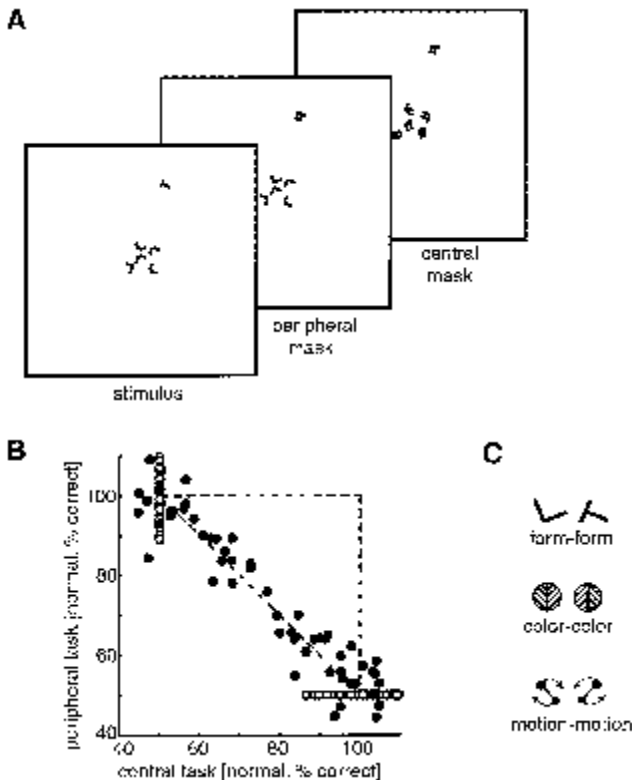 A
central
mask
peripheral
mask
stimulus
B
C
peripheral task [normal. % correct]
100
80
60
40
40
60
80
100
central task [normal. % correct]
form-form
color-color
motion-motion